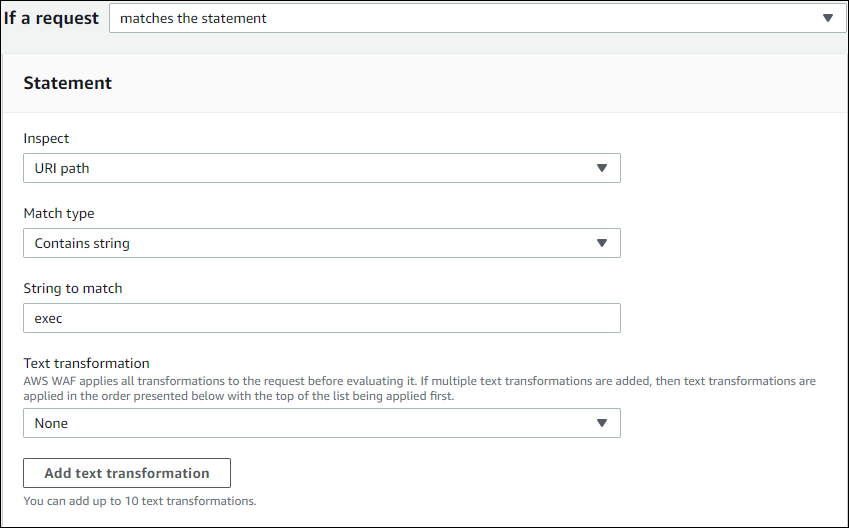 If a request matches the statement
Statement
Inspect
URI path
Match type
Contains string
String to match
exec
Text transformation
AWS WAF applies all transformations to the request before evaluating it. If multiple text transformations are added, then text transformations are
applied in the order presented below with the top of the list being applied first.
None
Add text transformation
You can add up to 10 text transformations.